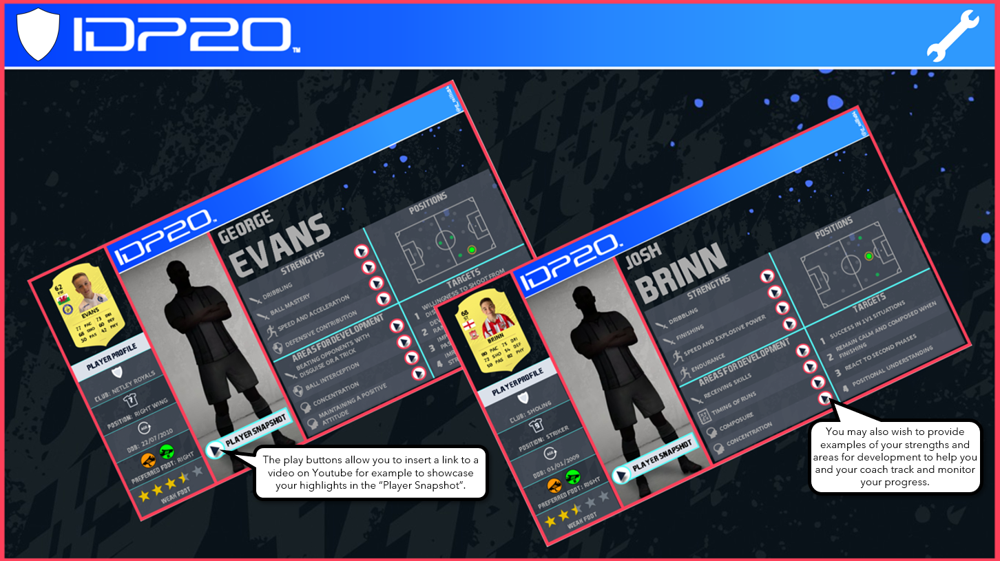 IDP20
™
@g_mills84
IDP20™
GEORGE
EVANS
62
RW
EVANS
77 PAC 73 DRI
68 SHO 60 DEF
50 PAS 42 PHY
PLAYER PROFILE
CLUB: NETLEY ROYALS
7
POSITION: RIGHT WING
AGE
DOB: 22/07/2010
PREFERRED FOOT: RIGHT
WEAK FOOT
PLAYER SNAPSHOT
STRENGTHS
DRIBBLING
BALL MASTERY
SPEED AND ACCELERATION
DEFENSIVE CONTRIBUTION
AREAS FOR DEVELOPMENT
BEATING OPPONENTS WITH
DISGUISE OR A TRICK
BALL INTERCEPTION
CONCENTRATION
MAINTAINING A POSITIVE
ATTITUDE
POSITIONS
TARGETS
WILLINGNESS TO SHOOT FROM
1
2
3
4
@g_mills84
IDP20™
JOSH
BRINN
68
ST
BRINN
80 PAC 75 DRI
72 SHO 54 DEF
50 PAS 82 PHY
PLAYER PROFILE
CLUB: SHOLING
9
POSITION: STRIKER
AGE
DOB: 01/01/2009
PREFERRED FOOT: RIGHT
WEAK FOOT
PLAYER SNAPSHOT
STRENGTHS
DRIBBLING
FINISHING
SPEED AND EXPLOSIVE POWER
ENDURANCE
AREAS FOR DEVELOPMENT
RECEIVING SKILLS
TIMING OF RUNS
COMPOSURE
CONCENTRATION
POSITIONS
TARGETS
1 SUCCESS IN 1V1 SITUATIONS
2 REMAIN CALM AND COMPOSED WHEN
FINISHING
3 REACT TO SECOND PHASES
4 POSITIONAL UNDERSTANDING
The play buttons allow you to insert a link to a
video on Youtube for example to showcase
your highlights in the “Player Snapshot”.
You may also wish to provide
examples of your strengths and
areas for development to help you
and your coach track and monitor
your progress.